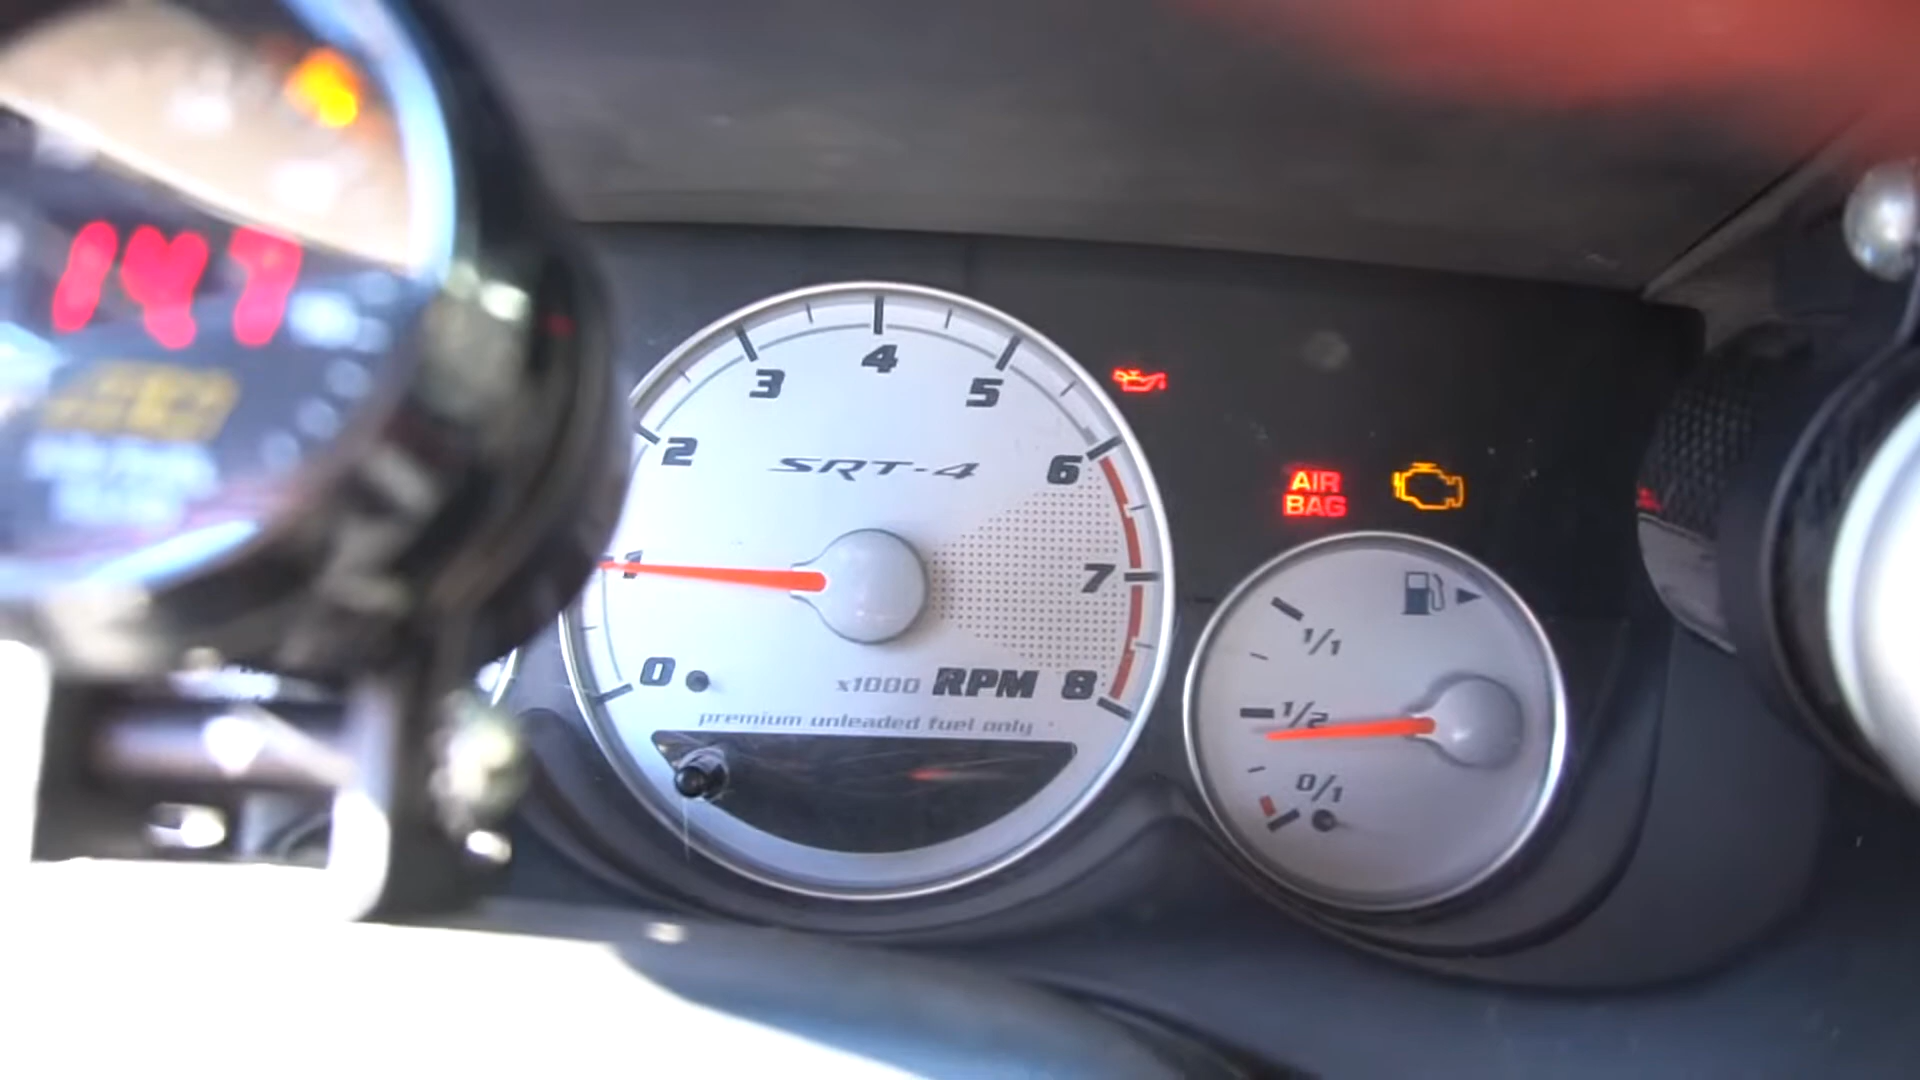 147
4
3
5
2
SRT-4
6
AIR
BAG
1
7
1/1
0
x1000 RPM
8
1/2
premium unleaded fuel only
0/1